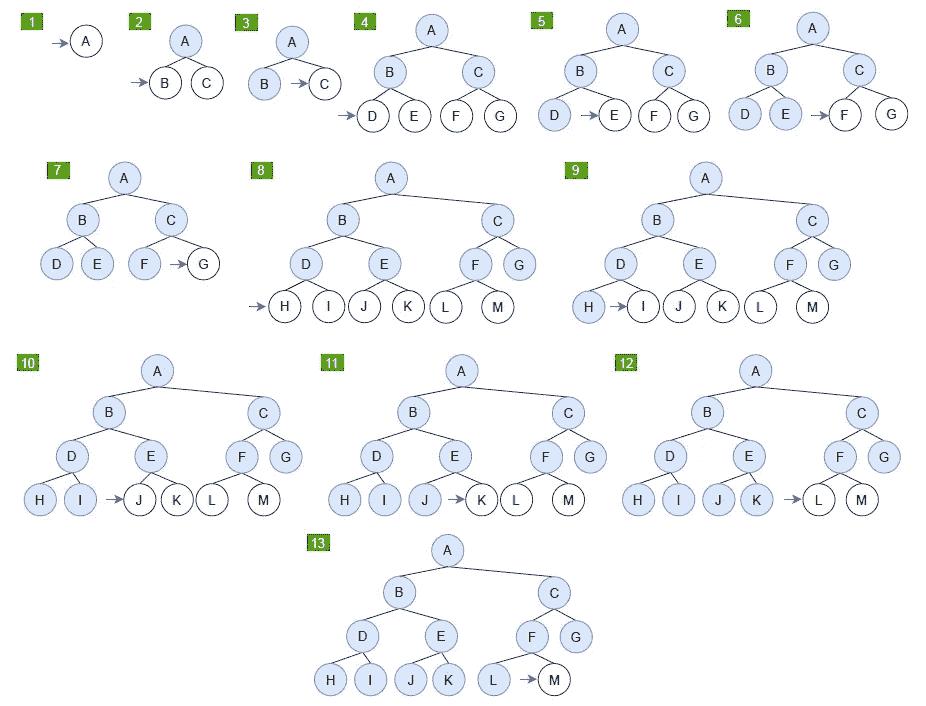 1 2 3 4 5 6
A A A A A A
B C B C B C B C B C
D E F G D E F G D E F G
7 8 9
A A A
B C B C B C
D E F G D E F G D E F G
H I J K L M H I J K L M
10 11 12
A A A
B C B C B C
D E F G D E F G D E F G
H I J K L M H I J K L M H I J K L M
13
A
B C
D E F G
H I J K L M